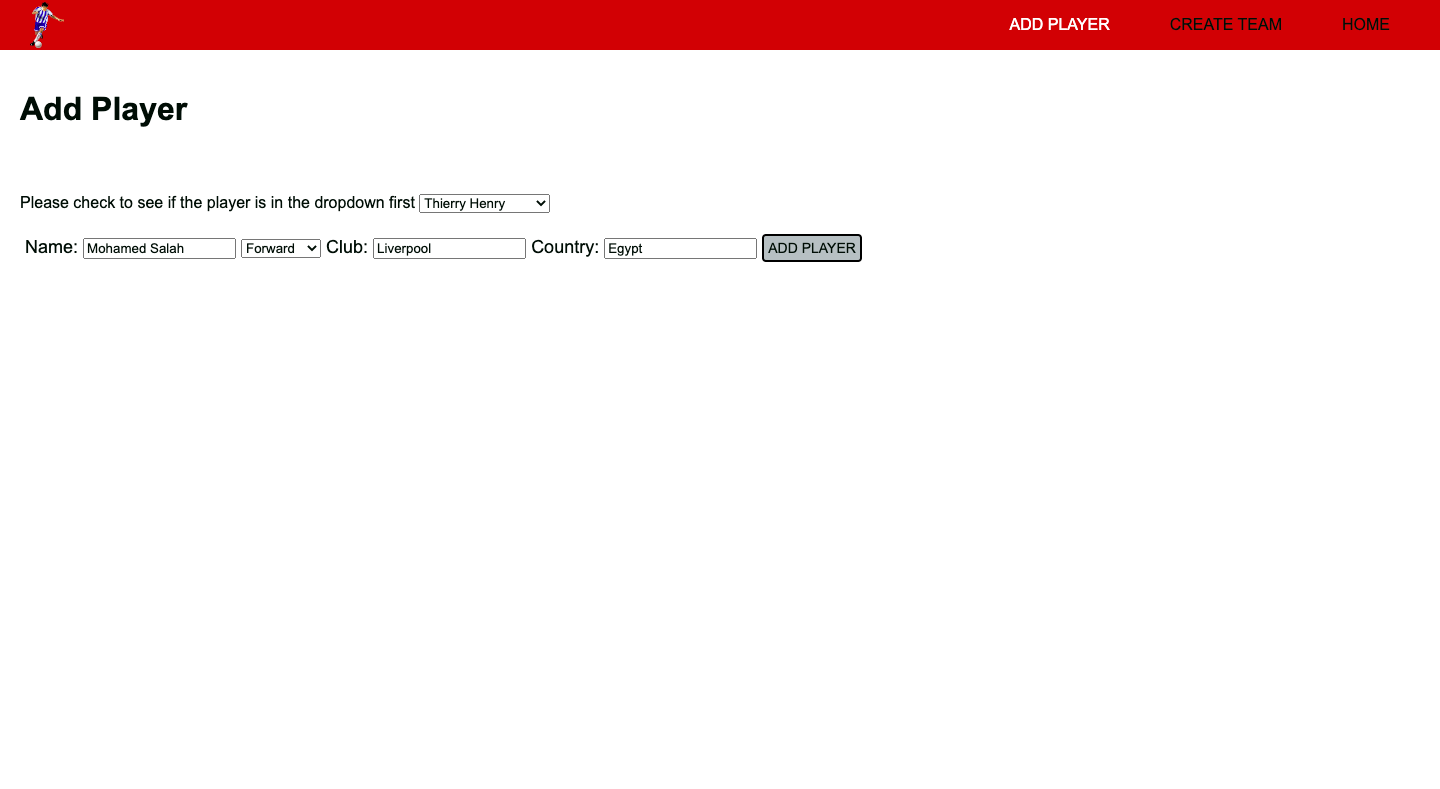 ADD PLAYER CREATE TEAM HOME
Add Player
Please check to see if the player is in the dropdown first Thierry Henry
Name: Mohamed Salah Forward Club: Liverpool Country: Egypt ADD PLAYER